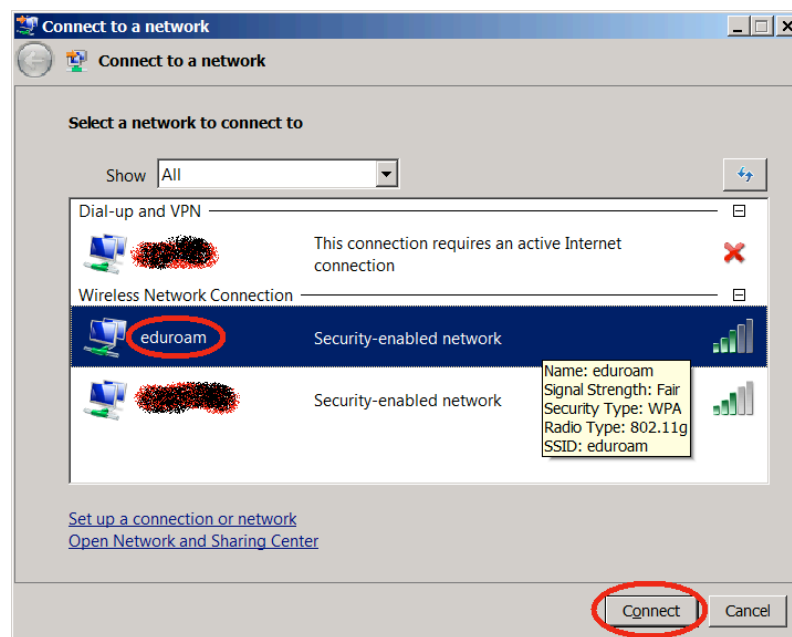 Connect to a network
Connect to a network
Select a network to connect to
Show All
Dial-up and VPN
This connection requires an active Internet
connection
Wireless Network Connection
eduroam Security-enabled network
Name: eduroam
Signal Strength: Fair
Security Type: WPA
Radio Type: 802.11g
SSID: eduroam
Security-enabled network
Set up a connection or network
Open Network and Sharing Center
Connect Cancel